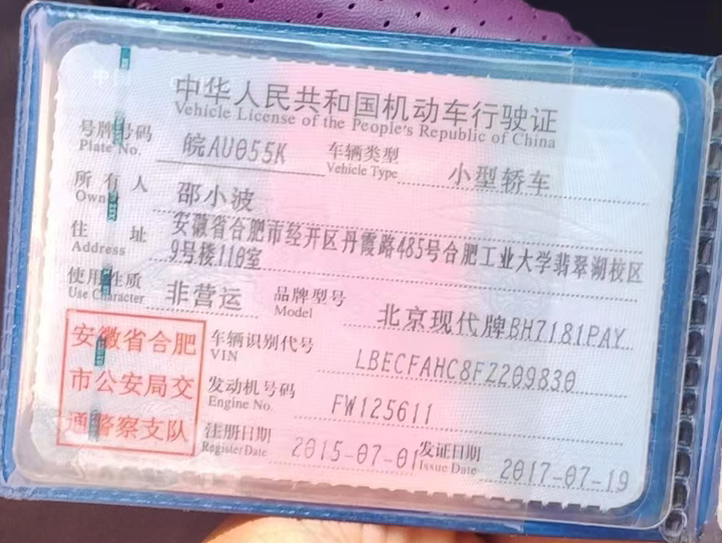 中华人民共和国机动车行驶证
Vehicle License of the People's Republic of China
号牌号码 皖AU055K 车辆类型 小型轿车
Plate No. Vehicle Type
所有人 邵小波
Owner
住址 安徽省合肥市经开区丹霞路485号合肥工业大学翡翠湖校区
Address 9号楼110室
使用性质 非营运 品牌型号 北京现代牌BH7181PAY
Use Character Model
安徽省合肥
市公安局交
通警察支队
车辆识别代号 LBECFAHC8FZ209830
VIN
发动机号码 FW125611
Engine No.
注册日期 2015-07-01 发证日期 2017-07-19
Register Date Issue Date